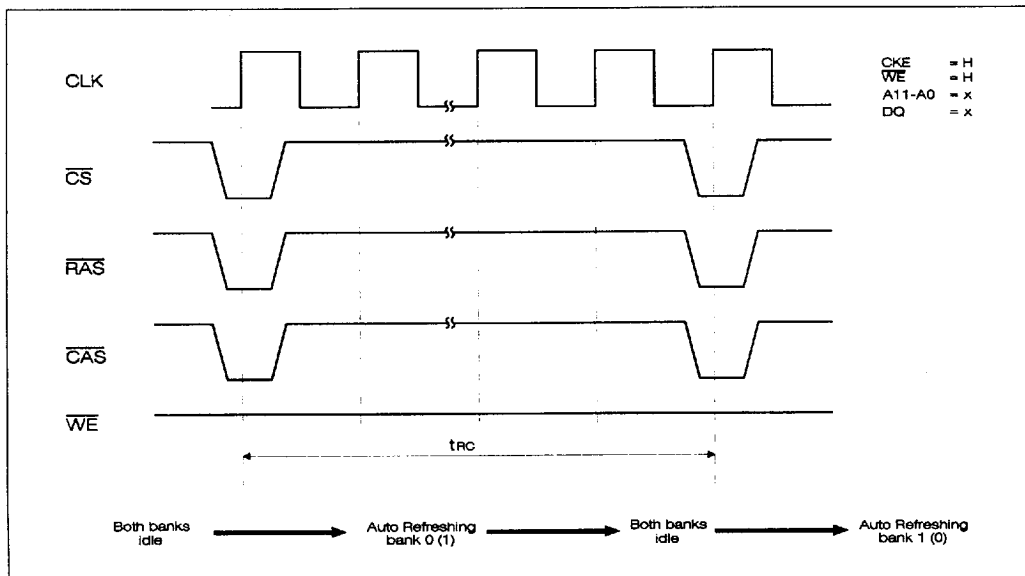 CLK
CKE = H
WE = H
A11-A0 = x
DQ = x
CS
RAS
CAS
WE
tRC
Both banks
idle
Auto Refreshing
bank 0 (1)
Both banks
idle
Auto Refreshing
bank 1 (0)